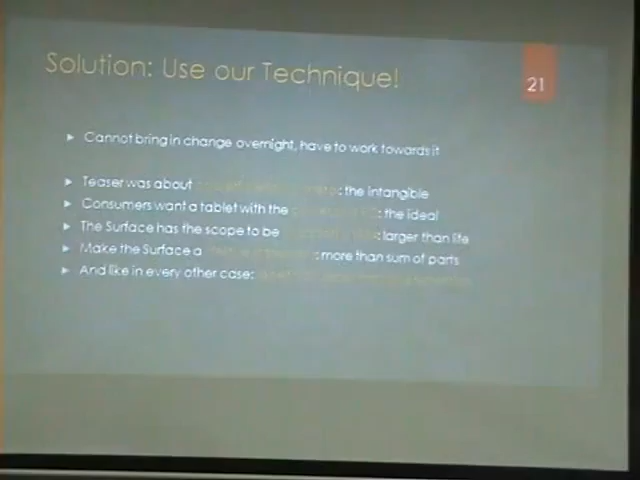 Solution: Use our Technique!
21
Cannot bring in change overnight, have to work towards it
Teaser was about : the intangible
Consumers want a tablet with the : the ideal
The Surface has the scope to be : larger than life
Make the Surface a : more than sum of parts
And like in every other case: